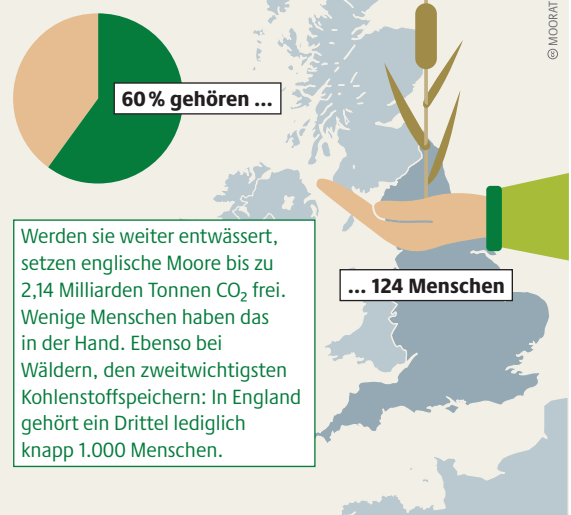 © MOORAT
60 % gehören ...
... 124 Menschen
Werden sie weiter entwässert,
setzen englische Moore bis zu
2,14 Milliarden Tonnen CO₂ frei.
Wenige Menschen haben das
in der Hand. Ebenso bei
Wäldern, den zweitwichtigsten
Kohlenstoffspeichern: In England
gehört ein Drittel lediglich
knapp 1.000 Menschen.